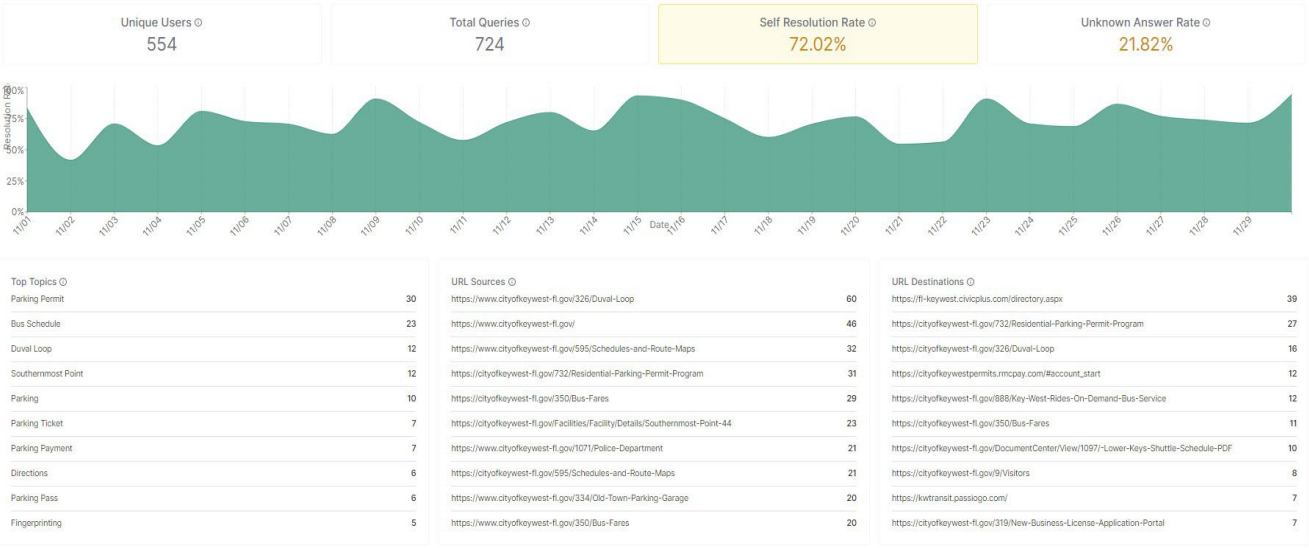 Unique Users
554
Total Queries
724
Self Resolution Rate
72.02%
Unknown Answer Rate
21.82%
100%
75%
50%
25%
0%
Resolution
11/01 11/02 11/03 11/04 11/05 11/06 11/07 11/08 11/09 11/10 11/11 11/12 11/13 11/14 11/15 11/16 11/17 11/18 11/19 11/20 11/21 11/22 11/23 11/24 11/25 11/26 11/27 11/28 11/29
Date
Top Topics
Parking Permit 30
Bus Schedule 23
Duval Loop 12
Southernmost Point 12
Parking 10
Parking Ticket 7
Parking Payment 7
Directions 6
Parking Pass 6
Fingerprinting 5
URL Sources
https://www.cityofkeywest-fl.gov/326/Duval-Loop 60
https://www.cityofkeywest-fl.gov/ 46
https://www.cityofkeywest-fl.gov/595/Schedules-and-Route-Maps 32
https://cityofkeywest-fl.gov/732/Residential-Parking-Permit-Program 31
https://cityofkeywest-fl.gov/350/Bus-Fares 29
https://cityofkeywest-fl.gov/Facilities/Facility/Details/Southernmost-Point-44 23
https://www.cityofkeywest-fl.gov/1071/Police-Department 21
https://cityofkeywest-fl.gov/595/Schedules-and-Route-Maps 21
https://www.cityofkeywest-fl.gov/334/Old-Town-Parking-Garage 20
https://www.cityofkeywest-fl.gov/350/Bus-Fares 20
URL Destinations
https://fl-keywest.civicplus.com/directory.aspx 39
https://cityofkeywest-fl.gov/732/Residential-Parking-Permit-Program 27
https://cityofkeywest-fl.gov/326/Duval-Loop 16
https://cityofkeywestpermits.rmcpay.com/#account_start 12
https://cityofkeywest-fl.gov/888/Key-West-Rides-On-Demand-Bus-Service 12
https://cityofkeywest-fl.gov/350/Bus-Fares 11
https://cityofkeywest-fl.gov/DocumentCenter/View/1097/-Lower-Keys-Shuttle-Schedule-PDF 10
https://cityofkeywest-fl.gov/9/Visitors 8
https://kwtransit.passiogo.com/ 7
https://cityofkeywest-fl.gov/319/New-Business-License-Application-Portal 7